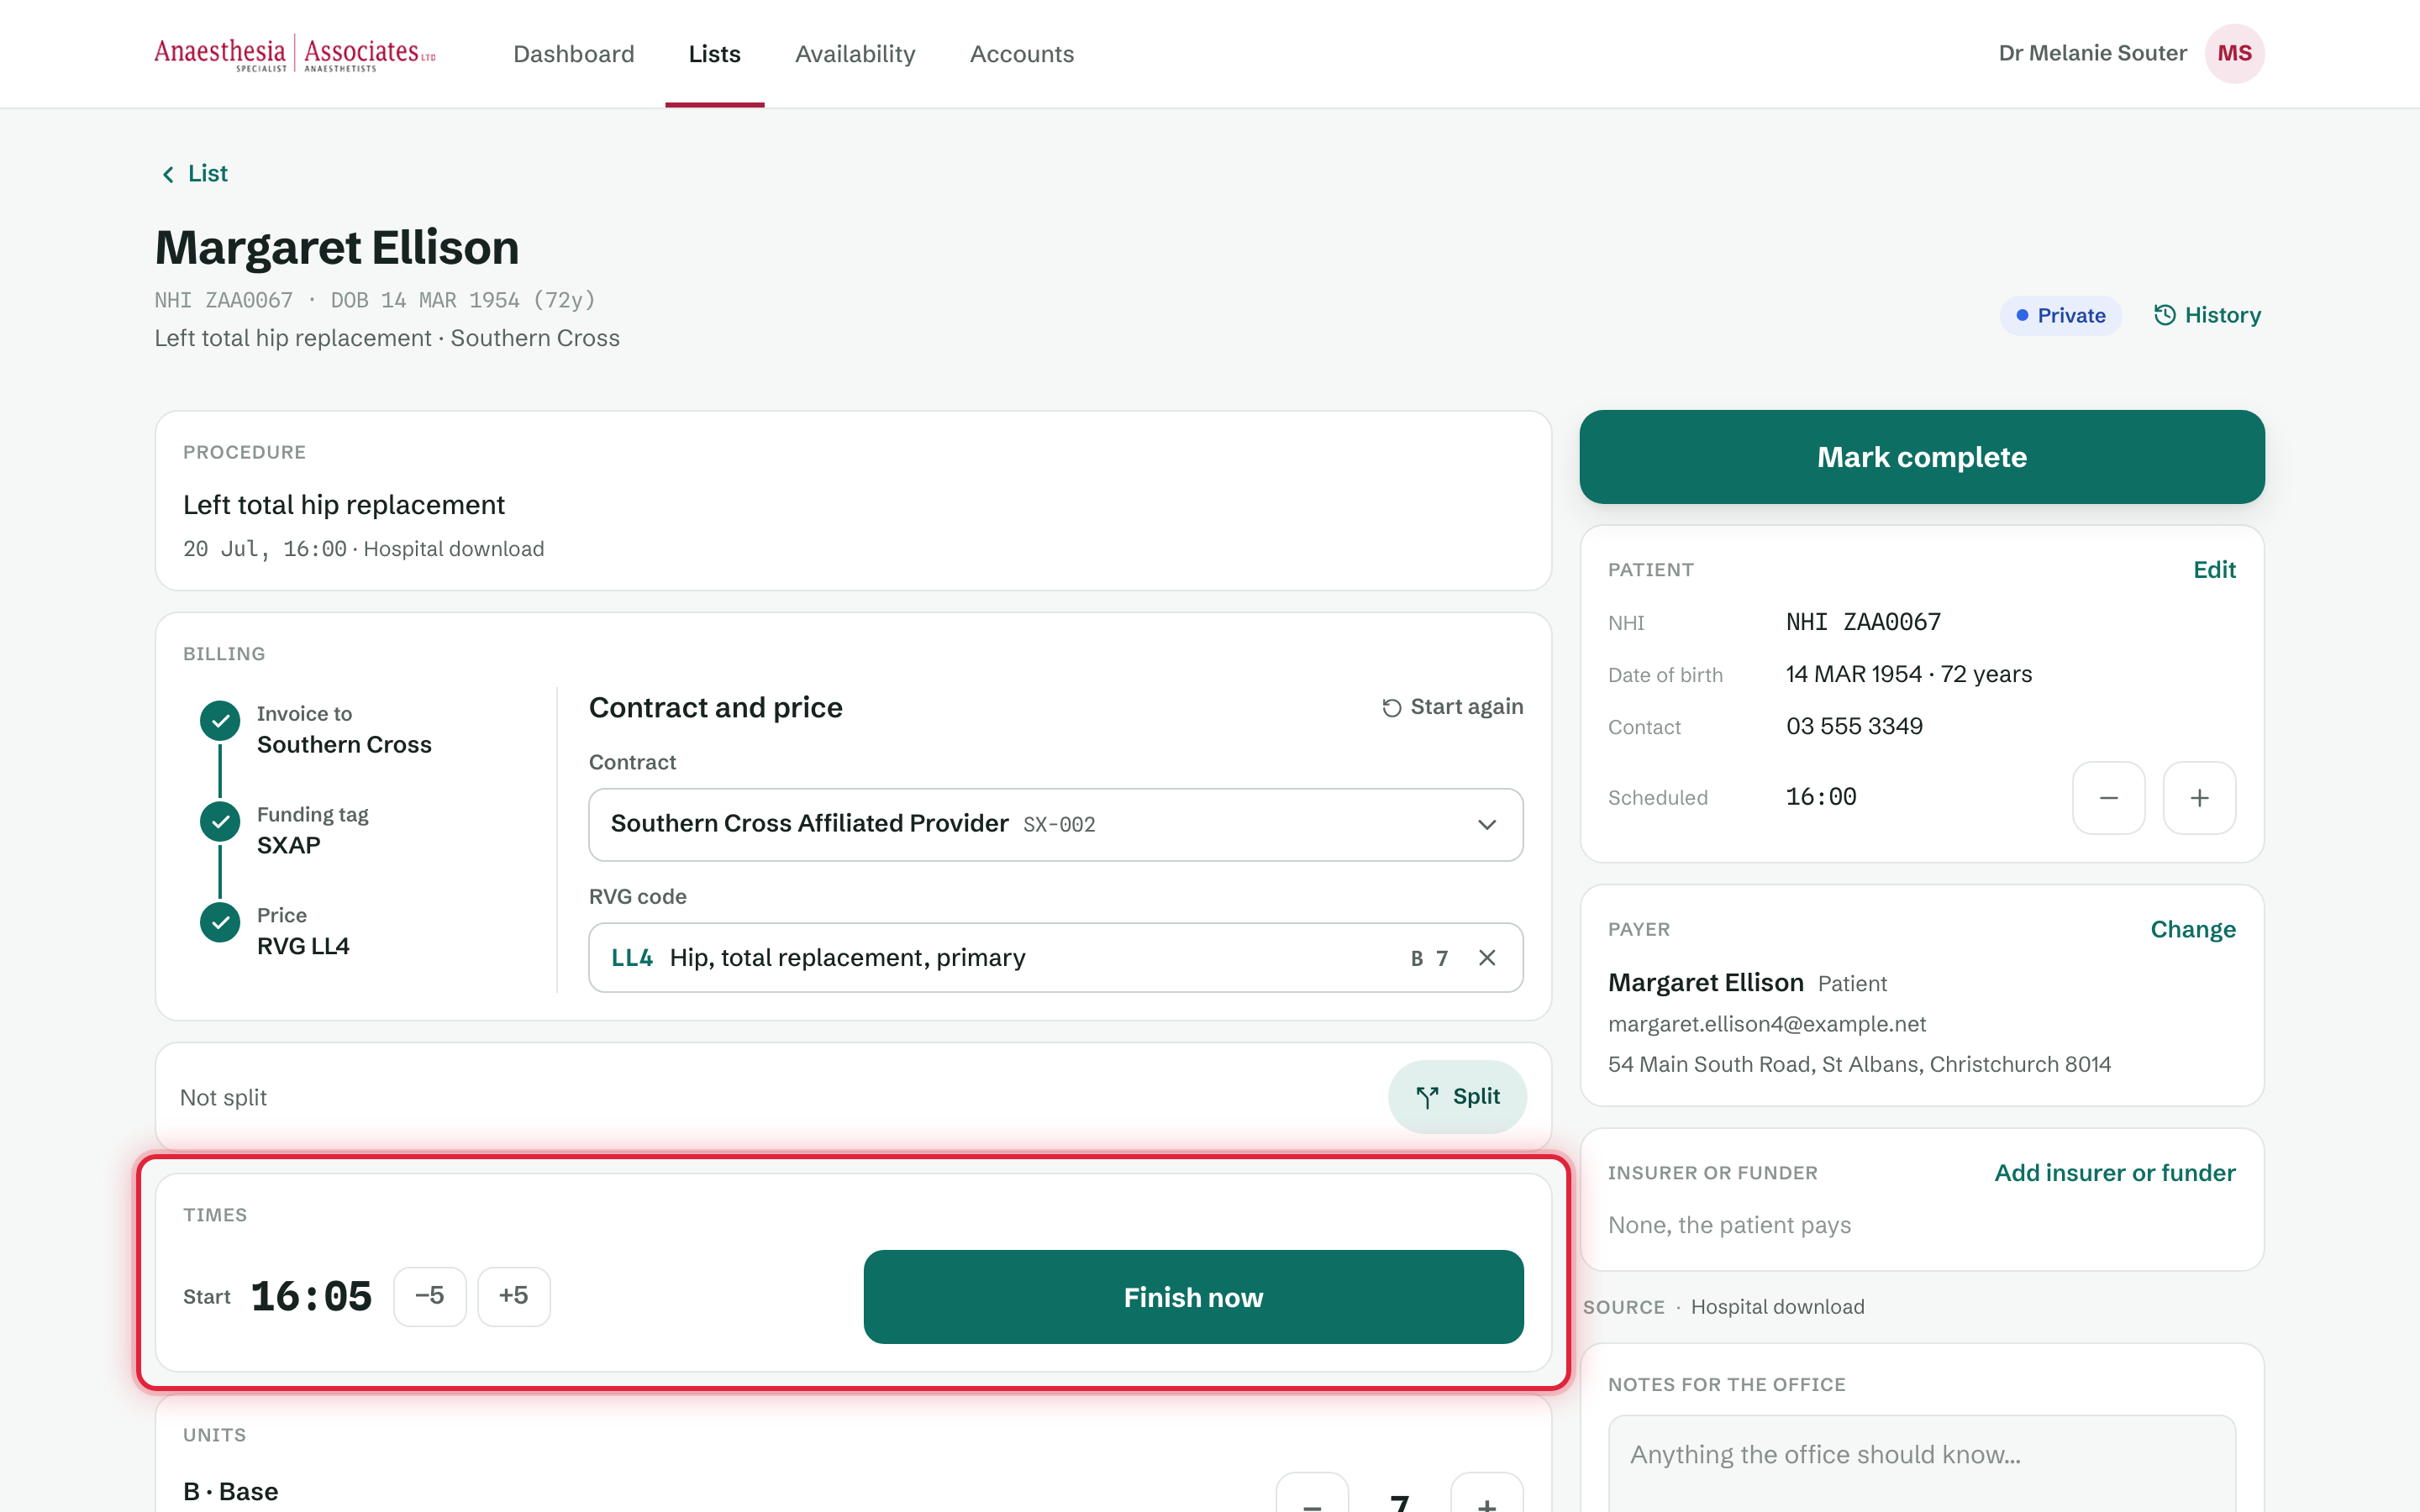 Anaesthesia | Associates LTD
SPECIALIST ANAESTHETISTS
Dashboard
Lists
Availability
Accounts
Dr Melanie Souter
MS
List
Margaret Ellison
NHI ZAA0067 · DOB 14 MAR 1954 (72y)
Left total hip replacement · Southern Cross
Private
History
PROCEDURE
Left total hip replacement
20 Jul, 16:00 · Hospital download
BILLING
Invoice to
Southern Cross
Funding tag
SXAP
Price
RVG LL4
Contract and price
Start again
Contract
Southern Cross Affiliated Provider SX-002
RVG code
LL4 Hip, total replacement, primary B 7
Not split
Split
TIMES
Start 16:05 −5 +5
Finish now
UNITS
B · Base
− 7 +
Mark complete
PATIENT
Edit
NHI NHI ZAA0067
Date of birth 14 MAR 1954 · 72 years
Contact 03 555 3349
Scheduled 16:00 − +
PAYER
Change
Margaret Ellison Patient
margaret.ellison4@example.net
54 Main South Road, St Albans, Christchurch 8014
INSURER OR FUNDER
Add insurer or funder
None, the patient pays
SOURCE · Hospital download
NOTES FOR THE OFFICE
Anything the office should know...